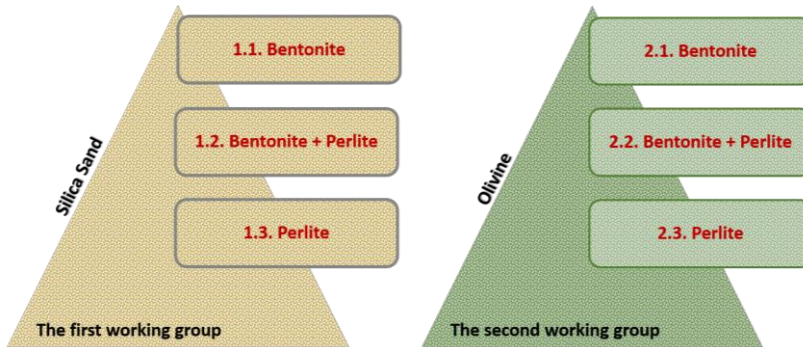 Silica Sand
1.1. Bentonite
1.2. Bentonite + Perlite
1.3. Perlite
The first working group
Olivine
2.1. Bentonite
2.2. Bentonite + Perlite
2.3. Perlite
The second working group